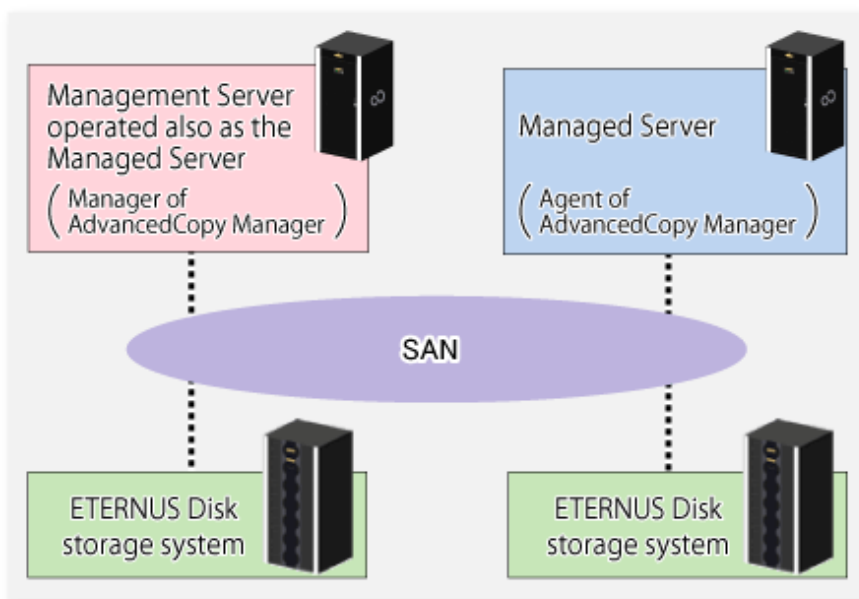 Management Server
operated also as the
Managed Server
( Manager of
AdvancedCopy Manager )
Managed Server
( Agent of
AdvancedCopy Manager )
SAN
ETERNUS Disk
storage system
ETERNUS Disk
storage system